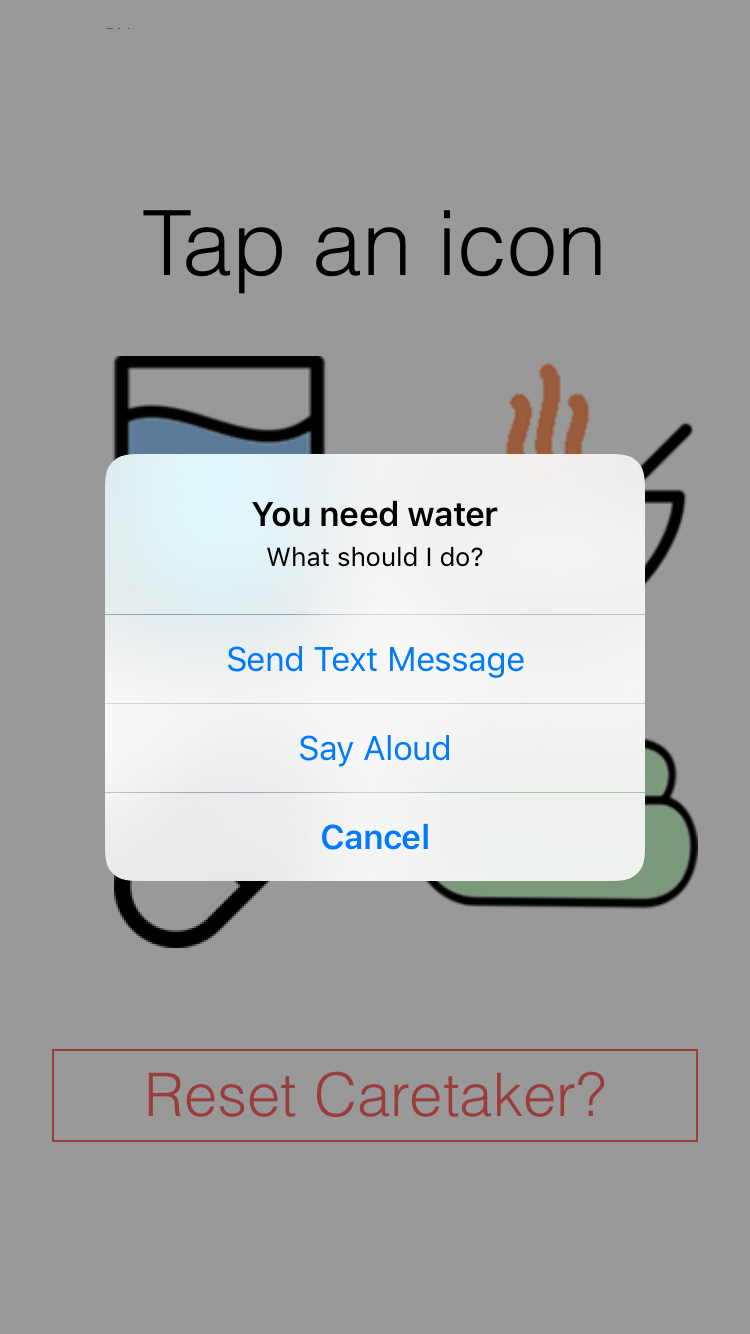 Tap an icon
You need water
What should I do?
Send Text Message
Say Aloud
Cancel
Reset Caretaker?